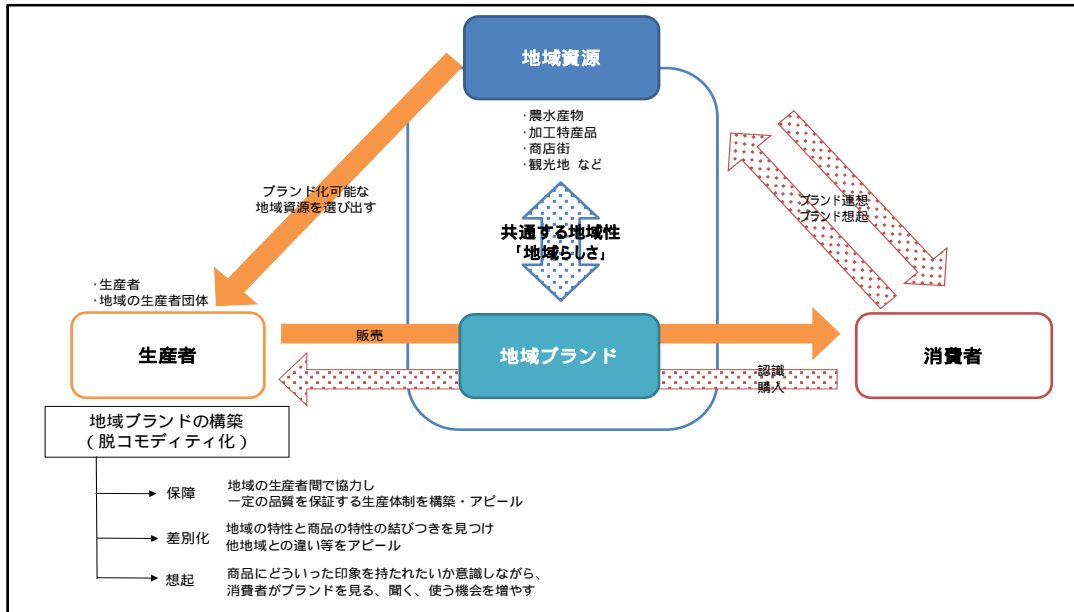 地域資源
・農水産物
・加工特産品
・商店街
・観光地 など
ブランド化可能な
地域資源を選び出す
ブランド連想
ブランド想起
共通する地域性
「地域らしさ」
・生産者
・地域の生産者団体
生産者
販売
地域ブランド
消費者
認識
購入
地域ブランドの構築
(脱コモディティ化)
保障
地域の生産者間で協力し
一定の品質を保証する生産体制を構築・アピール
差別化
地域の特性と商品の特性の結びつきを見つけ
他地域との違い等をアピール
想起
商品にどういった印象を持たれたいか意識しながら、
消費者がブランドを見る、聞く、使う機会を増やす